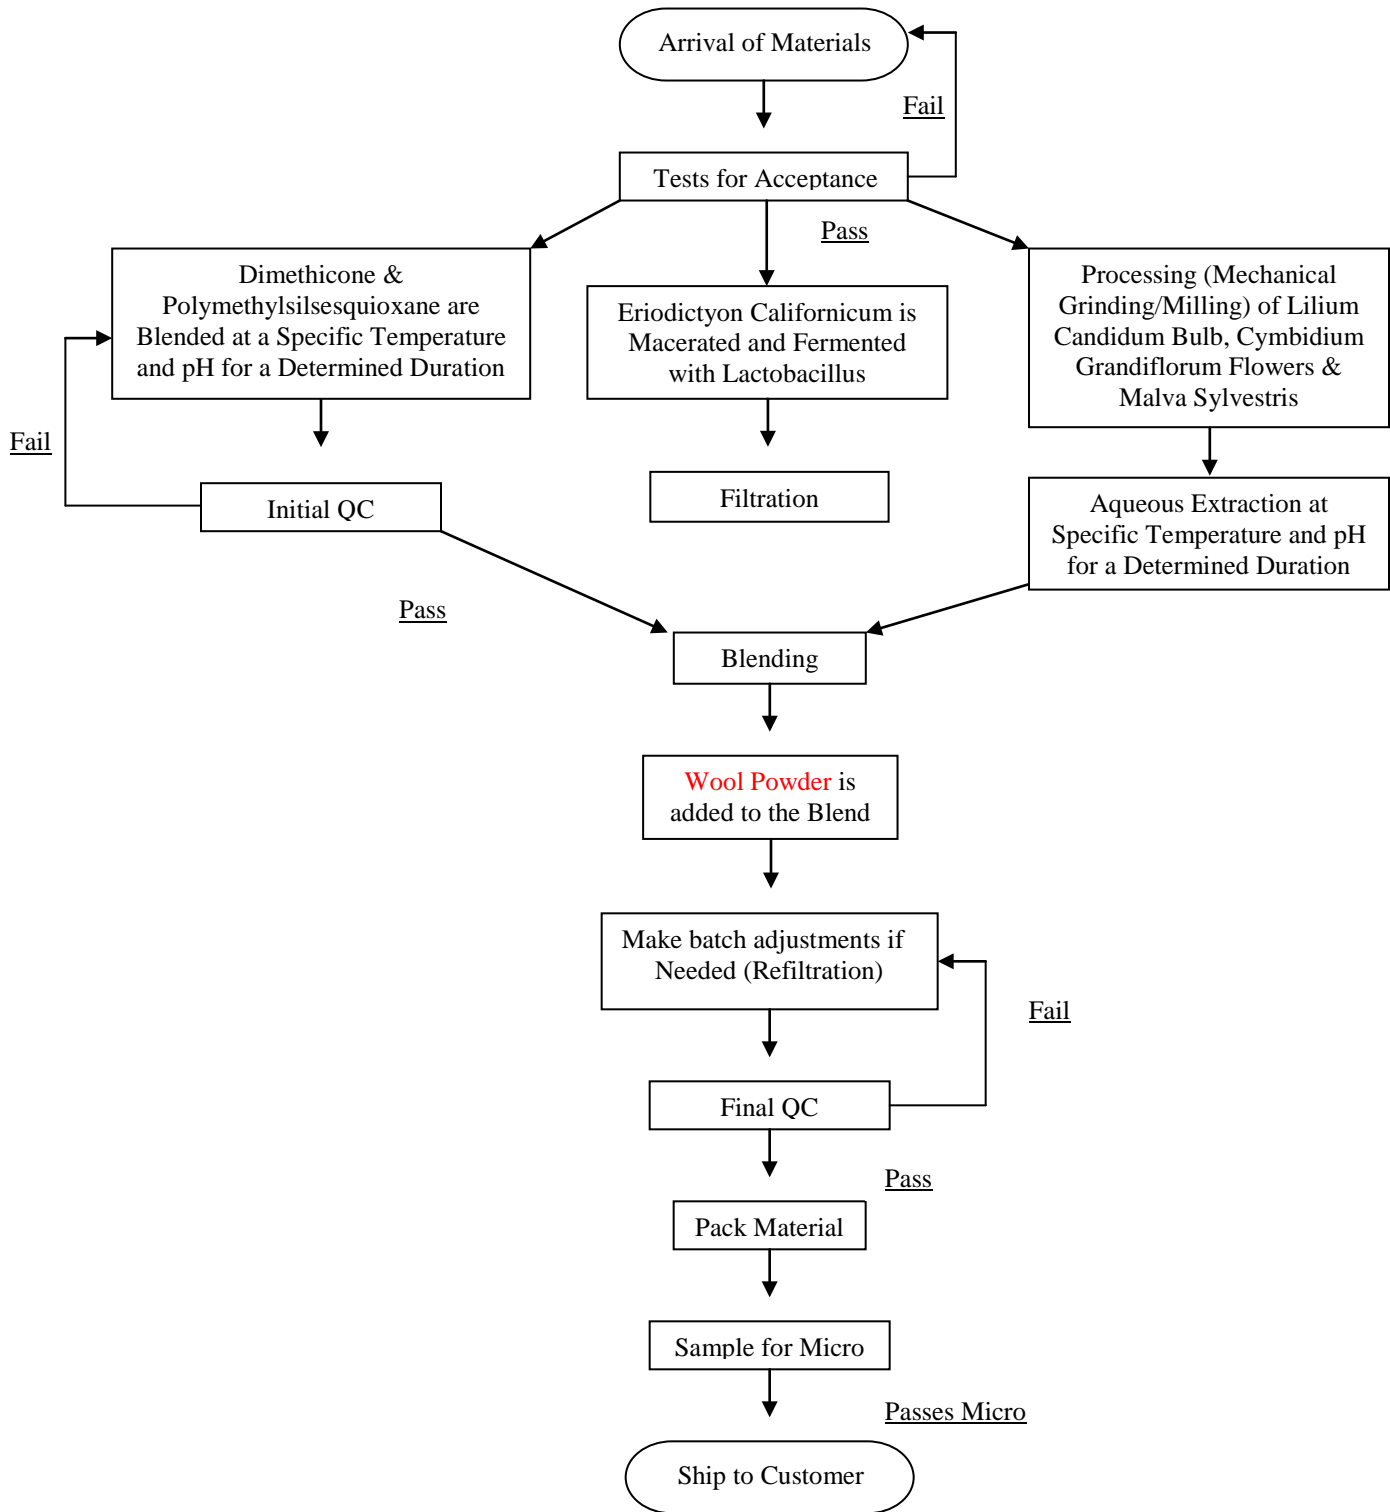 Arrival of Materials
Fail
Tests for Acceptance
Pass
Dimethicone &
Polymethylsilsesquioxane are
Blended at a Specific Temperature
and pH for a Determined Duration
Eriodictyon Californicum is
Macerated and Fermented
with Lactobacillus
Processing (Mechanical
Grinding/Milling) of Lilium
Candidum Bulb, Cymbidium
Grandiflorum Flowers &
Malva Sylvestris
Fail
Initial QC
Filtration
Aqueous Extraction at
Specific Temperature and pH
for a Determined Duration
Pass
Blending
Wool Powder is
added to the Blend
Make batch adjustments if
Needed (Refiltration)
Fail
Final QC
Pass
Pack Material
Sample for Micro
Passes Micro
Ship to Customer